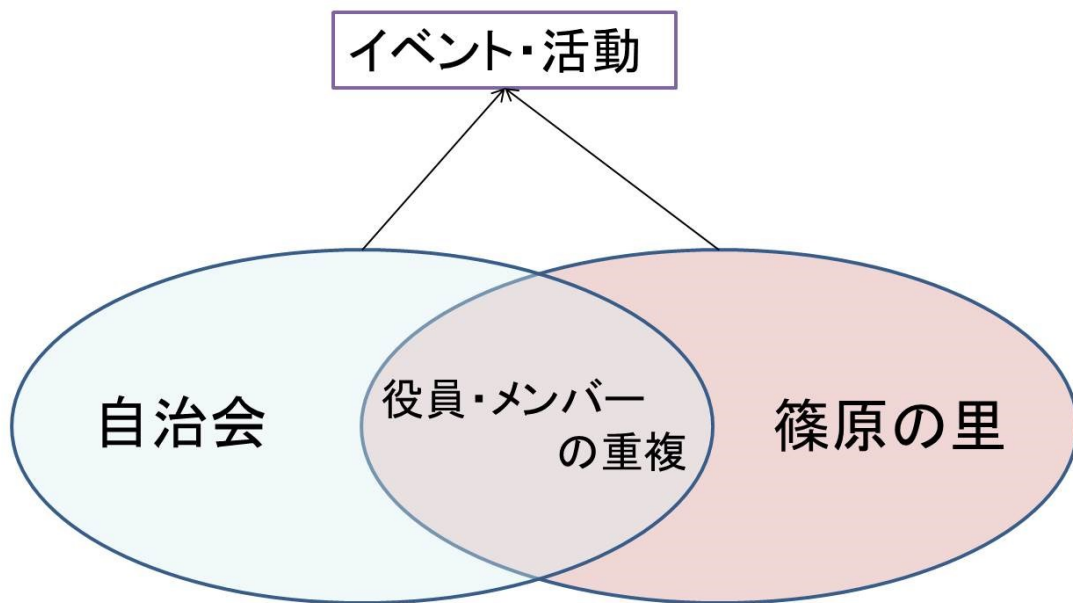 イベント・活動
自治会
役員・メンバー
の重複
篠原の里